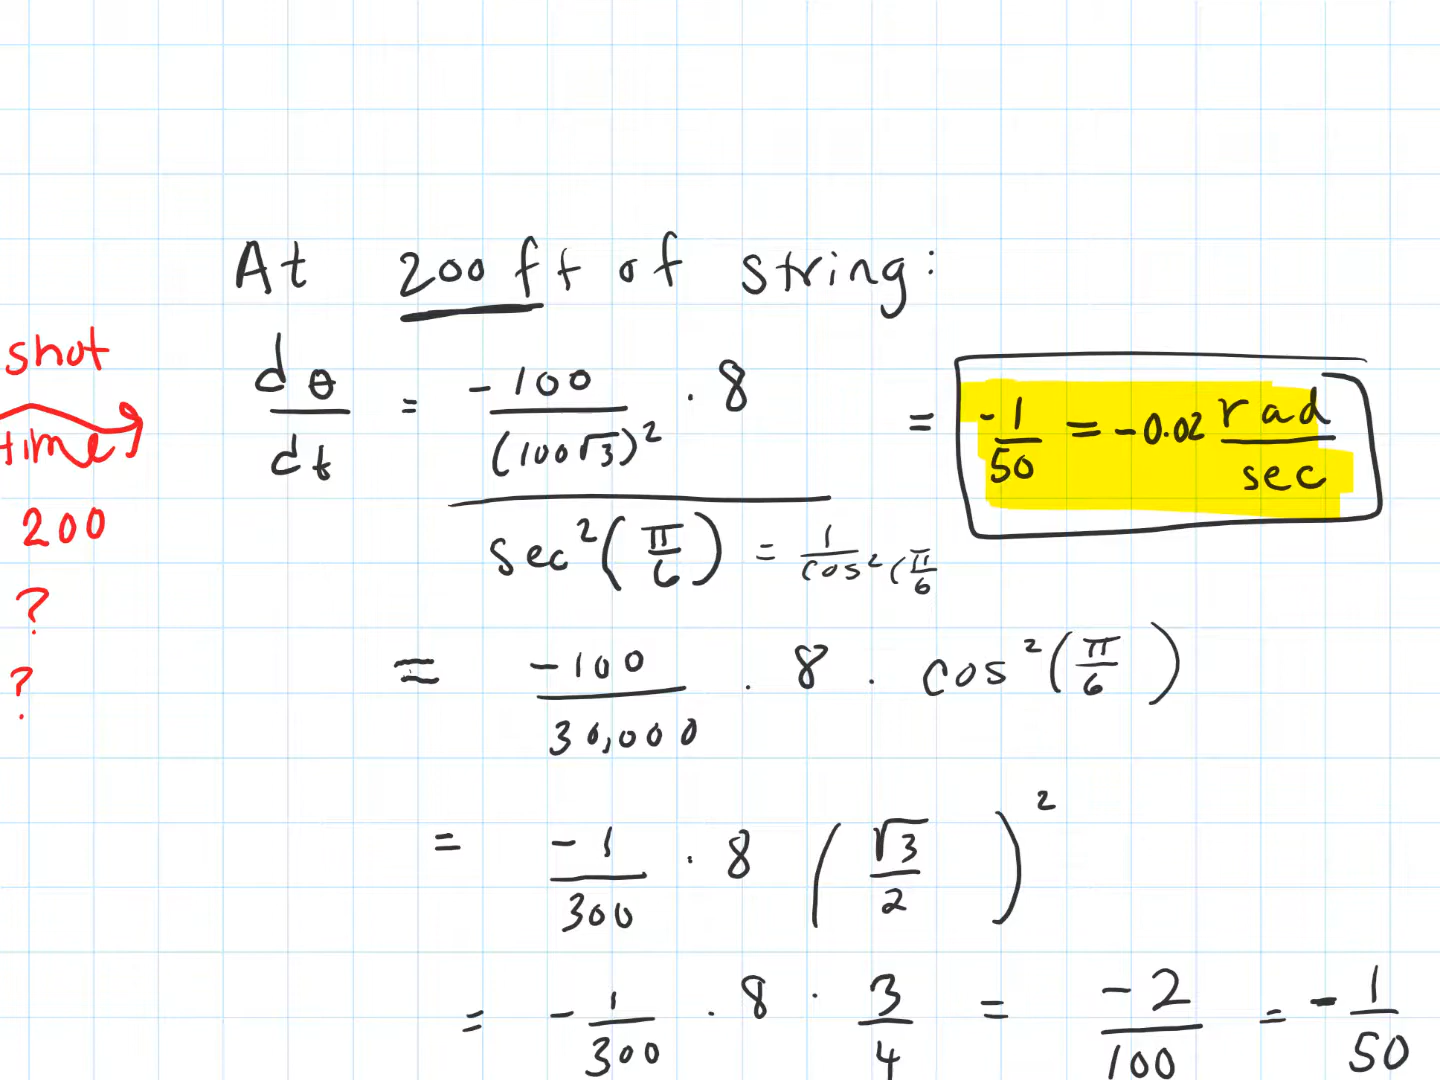 At 200 ft of string:
shot
time
200
?
?
dθ/dt = (-100/(100√3)² · 8)/(sec²(π/6)) = -1/50 = -0.02 rad/sec
= 1/cos²(π/6
= -100/30,000 · 8 · cos²(π/6)
= -1/300 · 8 (√3/2)²
= -1/300 · 8 · 3/4 = -2/100 = -1/50